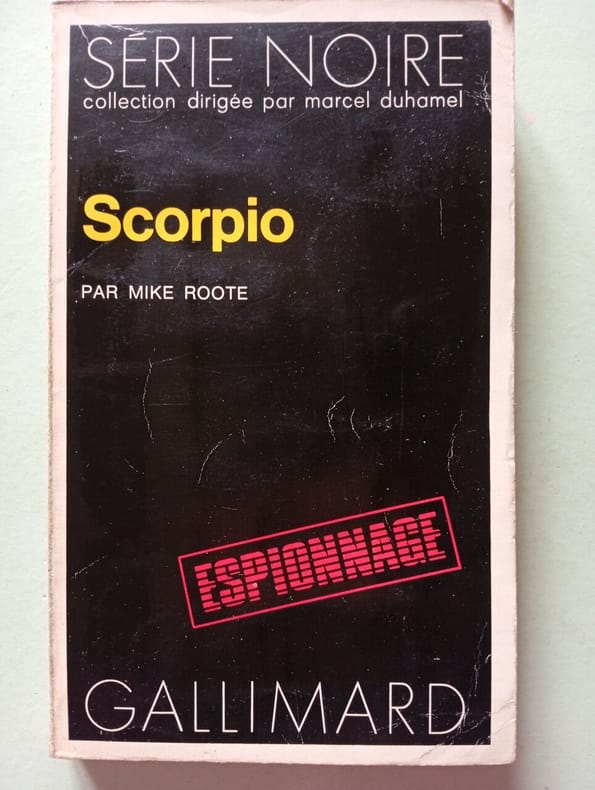 SÉRIE NOIRE
collection dirigée par marcel duhamel
Scorpio
PAR MIKE ROOTE
ESPIONNAGE
GALLIMARD